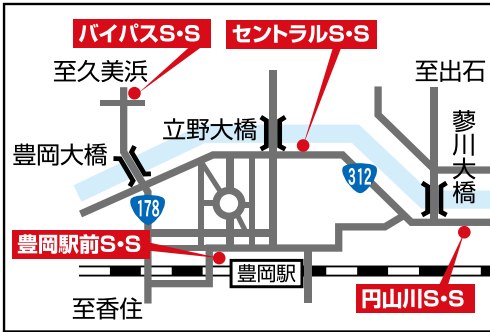 バイパスS・S
セントラルS・S
至久美浜
至出石
立野大橋
蓼川大橋
豊岡大橋
312
178
豊岡駅前S・S
豊岡駅
円山川S・S
至香住